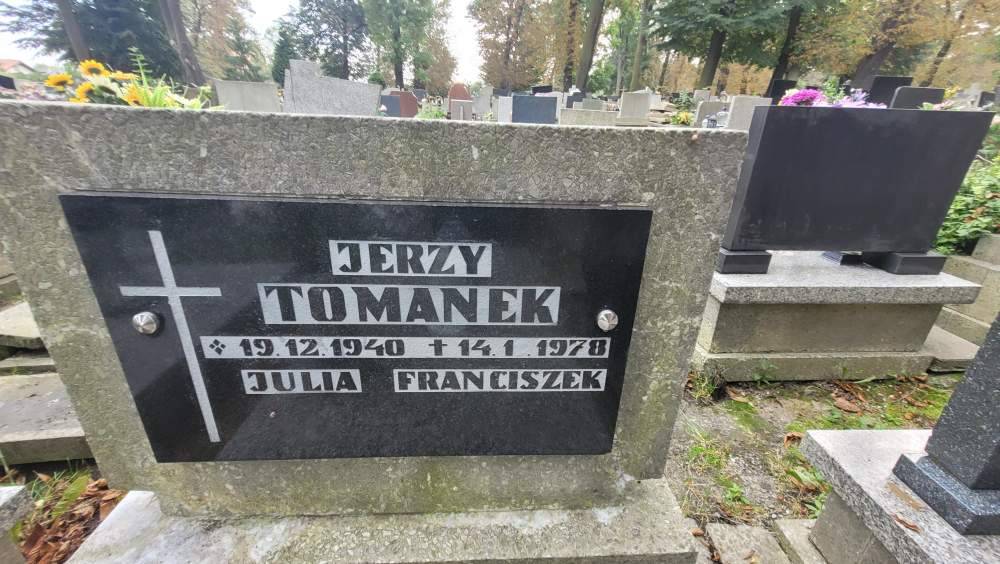 JERZY
TOMANEK
19.12.1940 ✝ 14.1.1978
JULIA FRANCISZEK